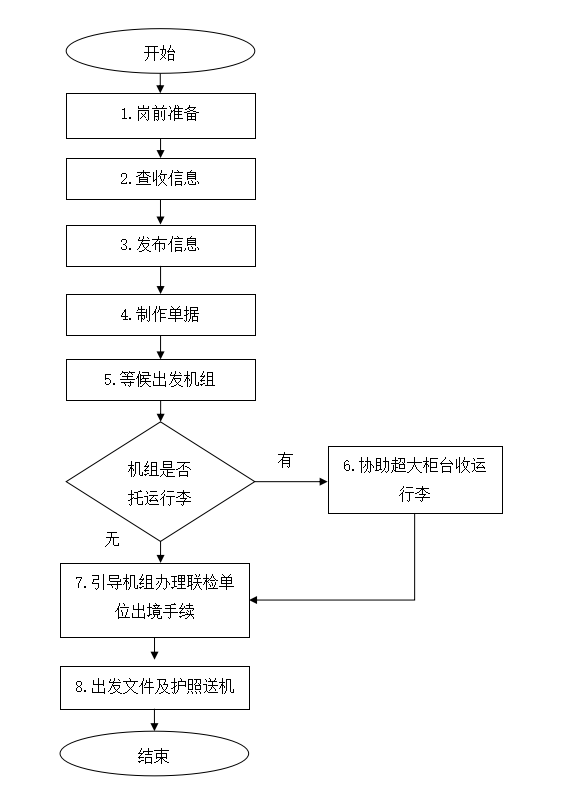 开始
1.岗前准备
2.查收信息
3.发布信息
4.制作单据
5.等候出发机组
机组是否
托运行李
有
6.协助超大柜台收运
行李
无
7.引导机组办理联检单
位出境手续
8.出发文件及护照送机
结束